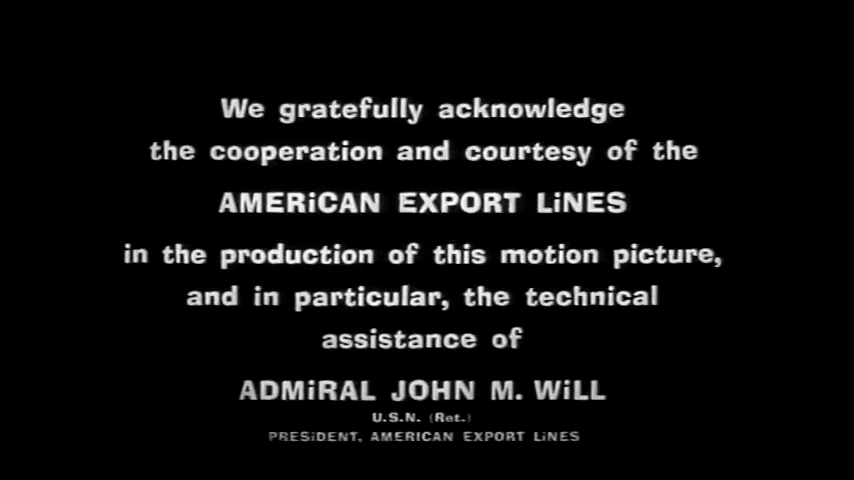 We gratefully acknowledge
the cooperation and courtesy of the
AMERiCAN EXPORT LiNES
in the production of this motion picture,
and in particular, the technical
assistance of
ADMiRAL JOHN M. WiLL
U.S.N. (Ret.)
PRESiDENT, AMERICAN EXPORT LiNES